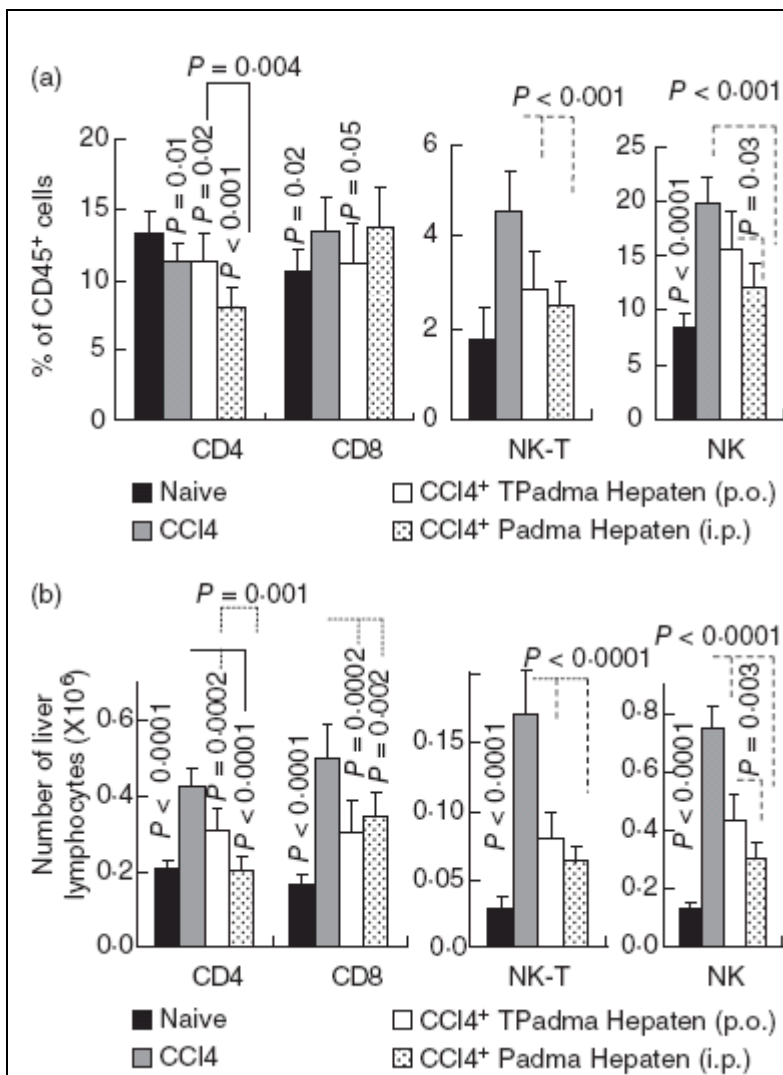 (a)
P = 0·004
P < 0·001
P < 0·001
% of CD45+ cells
20
15
10
5
0
P = 0·01
P = 0·02
P < 0·001
P = 0·02
P = 0·05
6
4
2
0
25
20
15
10
5
0
P < 0·0001
P = 0·03
CD4 CD8 NK-T NK
Naive
CCl4+ TPadma Hepaten (p.o.)
CCl4
CCl4+ Padma Hepaten (i.p.)
(b)
P = 0·001
P < 0·0001
P < 0·0001
Number of liver
lymphocytes (X10⁶)
0·6
0·4
0·2
0·0
P < 0·0001
P = 0·0002
P < 0·0001
P < 0·0001
P = 0·0002
P = 0·002
0·15
0·10
0·05
0·0
P < 0·0001
0·8
0·6
0·4
0·2
0·0
P < 0·0001
P = 0·003
CD4 CD8 NK-T NK
Naive
CCl4+ TPadma Hepaten (p.o.)
CCl4
CCl4+ Padma Hepaten (i.p.)